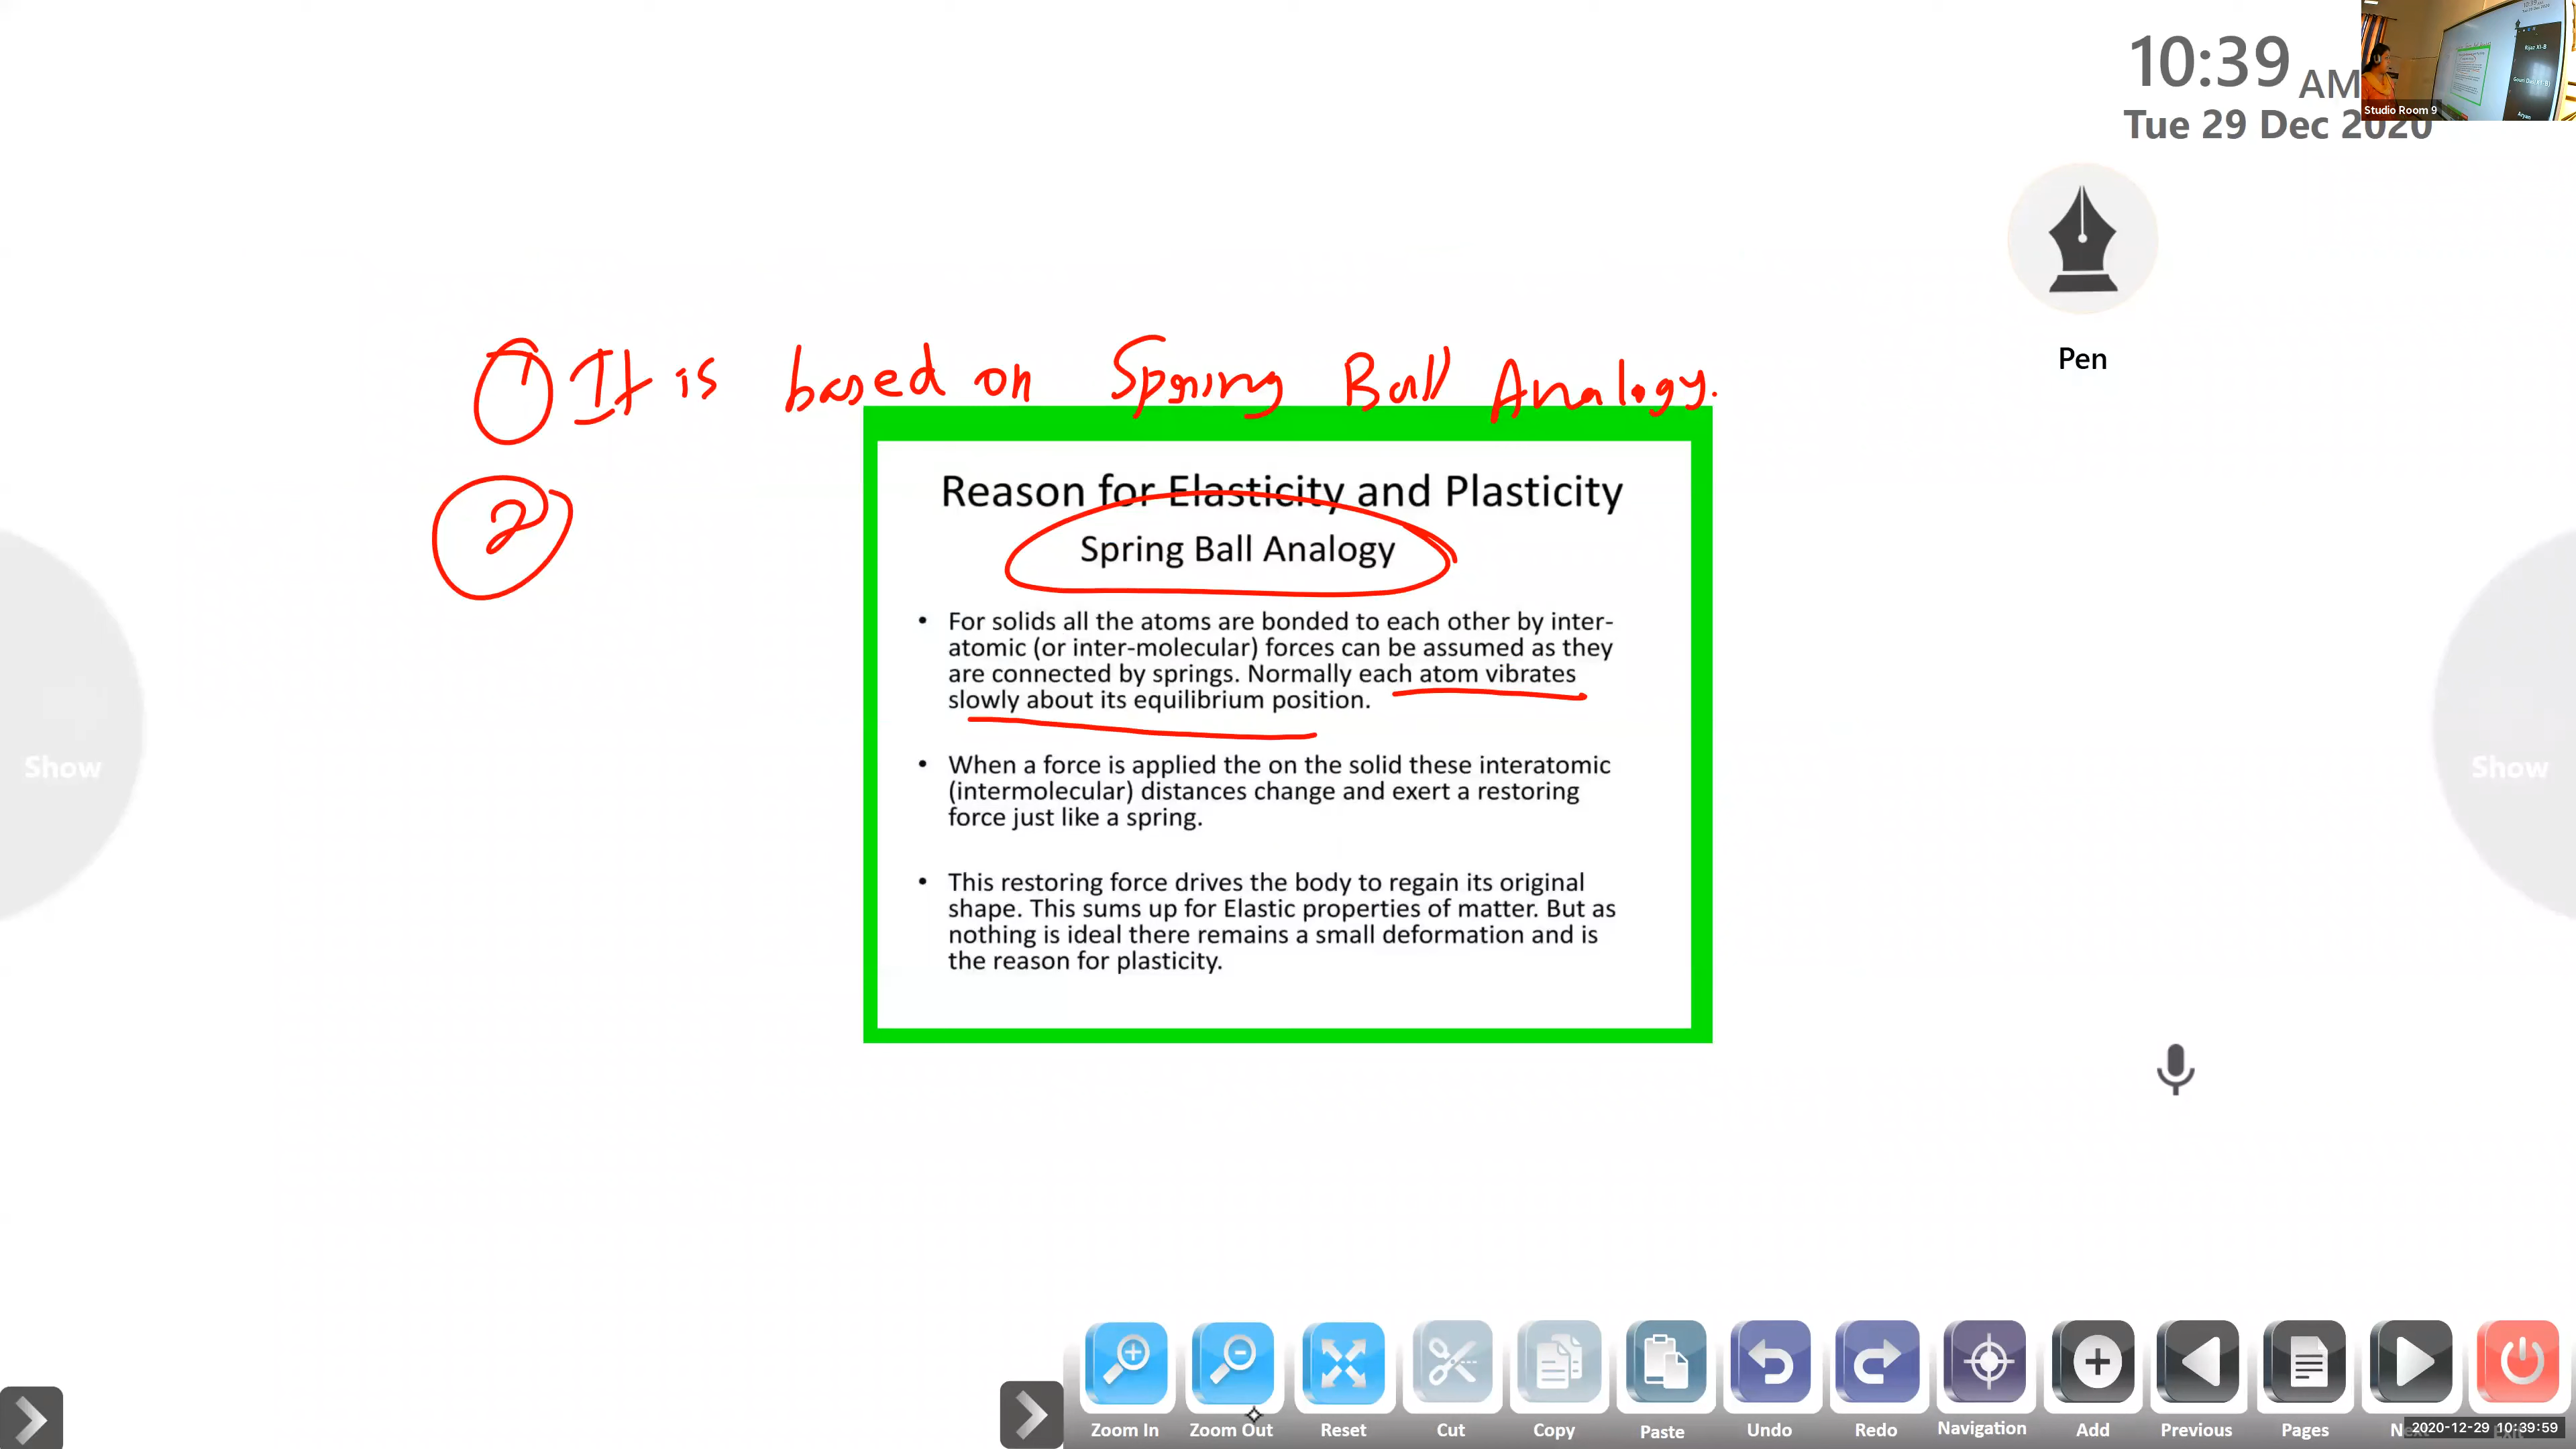 10:39 AM
Tue 29 Dec 2020
Studio Room 9
Pen
① It is based on Spring Ball Analogy.
②
Reason for Elasticity and Plasticity
Spring Ball Analogy
• For solids all the atoms are bonded to each other by inter-
atomic (or inter-molecular) forces can be assumed as they
are connected by springs. Normally each atom vibrates
slowly about its equilibrium position.
• When a force is applied the on the solid these interatomic
(intermolecular) distances change and exert a restoring
force just like a spring.
• This restoring force drives the body to regain its original
shape. This sums up for Elastic properties of matter. But as
nothing is ideal there remains a small deformation and is
the reason for plasticity.
Show
Show
Zoom In Zoom Out Reset Cut Copy Paste Undo Redo Navigation Add Previous Pages
2020-12-29 10:39:59